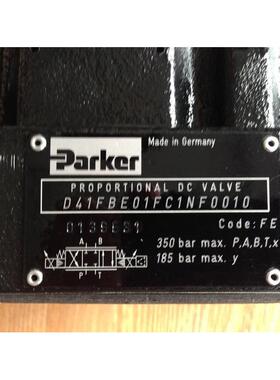 Parker
Made in Germany
PROPORTIONAL DC VALVE
D41FBE01FC1NF0010
Code: FE
A B
P T
350 bar max. P,A,B,T,x
185 bar max. y